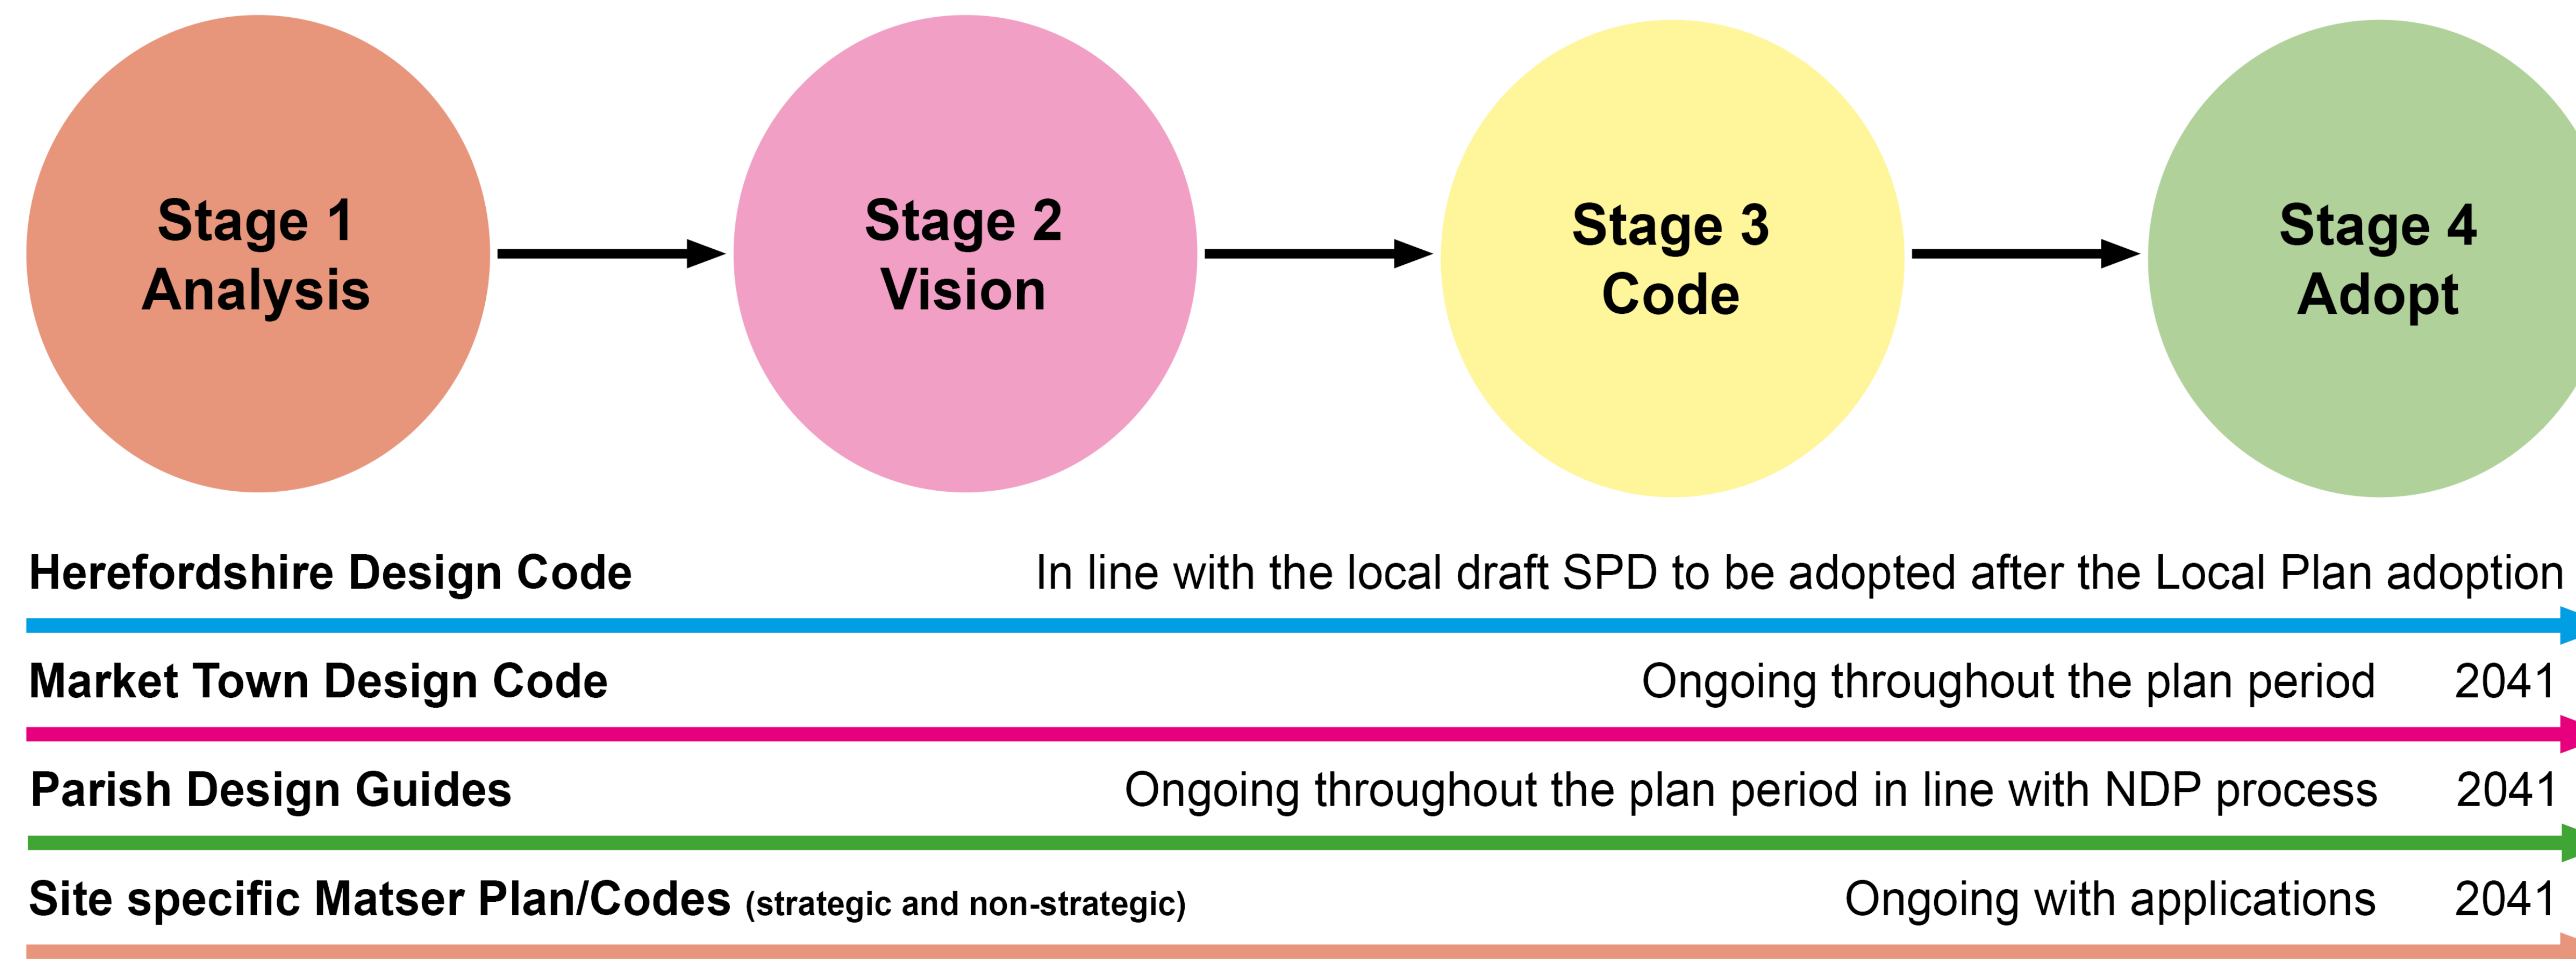 Stage 1
Analysis
Stage 2
Vision
Stage 3
Code
Stage 4
Adopt
Herefordshire Design Code In line with the local draft SPD to be adopted after the Local Plan adoption
Market Town Design Code Ongoing throughout the plan period 2041
Parish Design Guides Ongoing throughout the plan period in line with NDP process 2041
Site specific Matser Plan/Codes (strategic and non-strategic) Ongoing with applications 2041